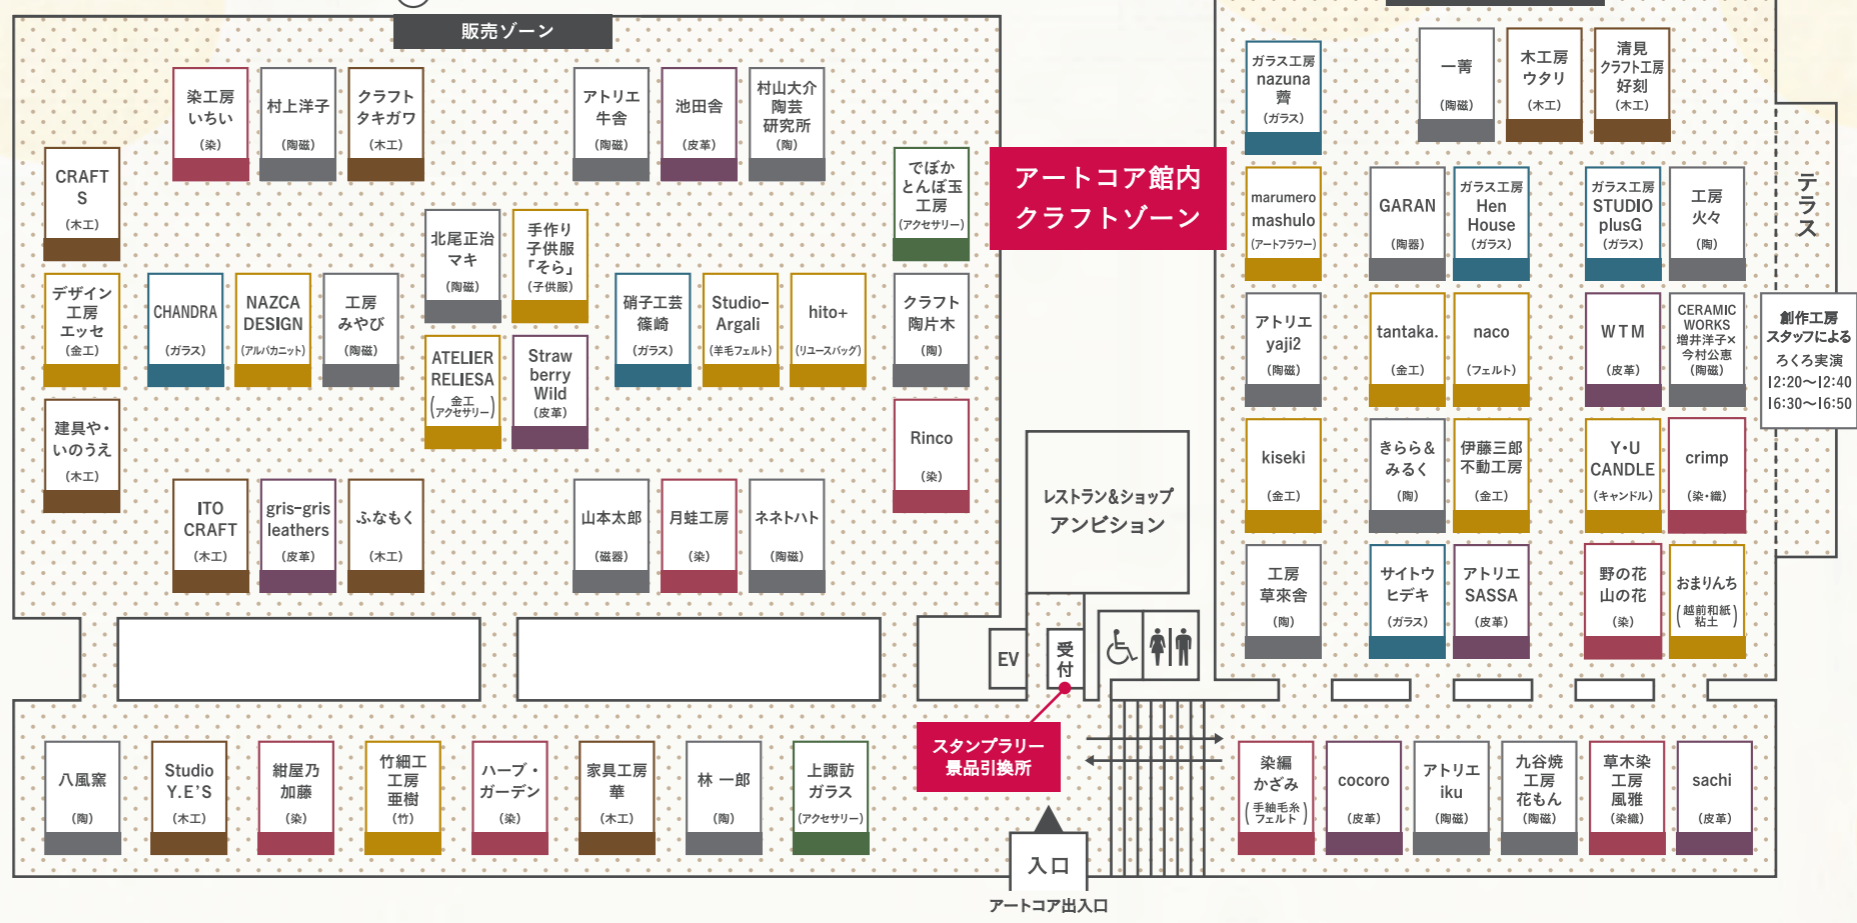 販売ゾーン
染工房
いちい
(染)
村上洋子
(陶磁)
クラフト
タキガワ
(木工)
アトリエ
牛舎
(陶磁)
池田舎
(皮革)
村山大介
陶芸
研究所
(陶)
CRAFT
S
(木工)
でぼか
とんぼ玉
工房
(アクセサリー)
北尾正治
マキ
(陶磁)
手作り
子供服
「そら」
(子供服)
デザイン
工房
エッセ
(金工)
CHANDRA
(ガラス)
NAZCA
DESIGN
(アルパカニット)
工房
みやび
(陶磁)
硝子工芸
篠崎
(ガラス)
Studio-
Argali
(羊毛フェルト)
hito+
(リユースバッグ)
クラフト
陶片木
(陶)
ATELIER
RELIESA
(金工
アクセサリー)
Straw
berry
Wild
(皮革)
建具や・
いのうえ
(木工)
Rinco
(染)
ITO
CRAFT
(木工)
gris-gris
leathers
(皮革)
ふなもく
(木工)
山本太郎
(磁器)
月蛙工房
(染)
ネネトハト
(陶磁)
八風窯
(陶)
Studio
Y.E'S
(木工)
紺屋乃
加藤
(染)
竹細工
工房
亜樹
(竹)
ハーブ・
ガーデン
(染)
家具工房
華
(木工)
林 一郎
(陶)
上諏訪
ガラス
(アクセサリー)
アートコア館内
クラフトゾーン
レストラン&ショップ
アンビション
EV
受付
スタンプラリー
景品引換所
入口
アートコア出入口
ガラス工房
nazuna
薺
(ガラス)
一菁
(陶磁)
木工房
ウタリ
(木工)
清見
クラフト工房
好刻
(木工)
marumero
mashulo
(アートフラワー)
GARAN
(陶器)
ガラス工房
Hen
House
(ガラス)
ガラス工房
STUDIO
plusG
(ガラス)
工房
火々
(陶)
テラス
アトリエ
yaji2
(陶磁)
tantaka.
(金工)
naco
(フェルト)
WTM
(皮革)
CERAMIC
WORKS
増井洋子×
今村公恵
(陶磁)
創作工房
スタッフによる
ろくろ実演
12:20〜12:40
16:30〜16:50
kiseki
(金工)
きらら&
みるく
(陶)
伊藤三郎
不動工房
(金工)
Y・U
CANDLE
(キャンドル)
crimp
(染・織)
工房
草來舎
(陶)
サイトウ
ヒデキ
(ガラス)
アトリエ
SASSA
(皮革)
野の花
山の花
(染)
おまりんち
(越前和紙
粘土)
染編
かざみ
(手紬毛糸
フェルト)
cocoro
(皮革)
アトリエ
iku
(陶磁)
九谷焼
工房
花もん
(陶磁)
草木染
工房
風雅
(染織)
sachi
(皮革)